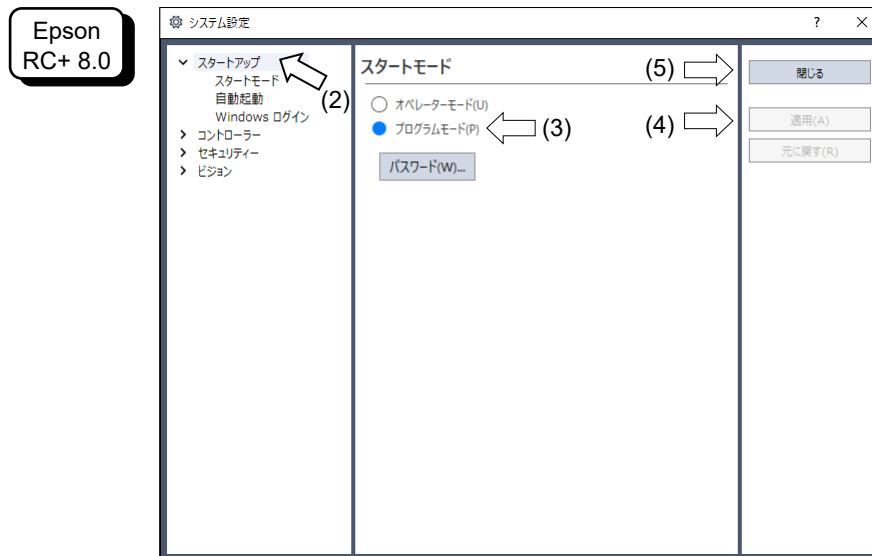 Epson
RC+ 8.0
システム設定
?
スタートアップ
スタートモード
自動起動
Windows ログイン
コントローラー
セキュリティー
ビジョン
(2)
スタートモード
オペレーターモード(U)
プログラムモード(P)
(3)
パスワード(W)...
(5)
閉じる
(4)
適用(A)
元に戻す(R)